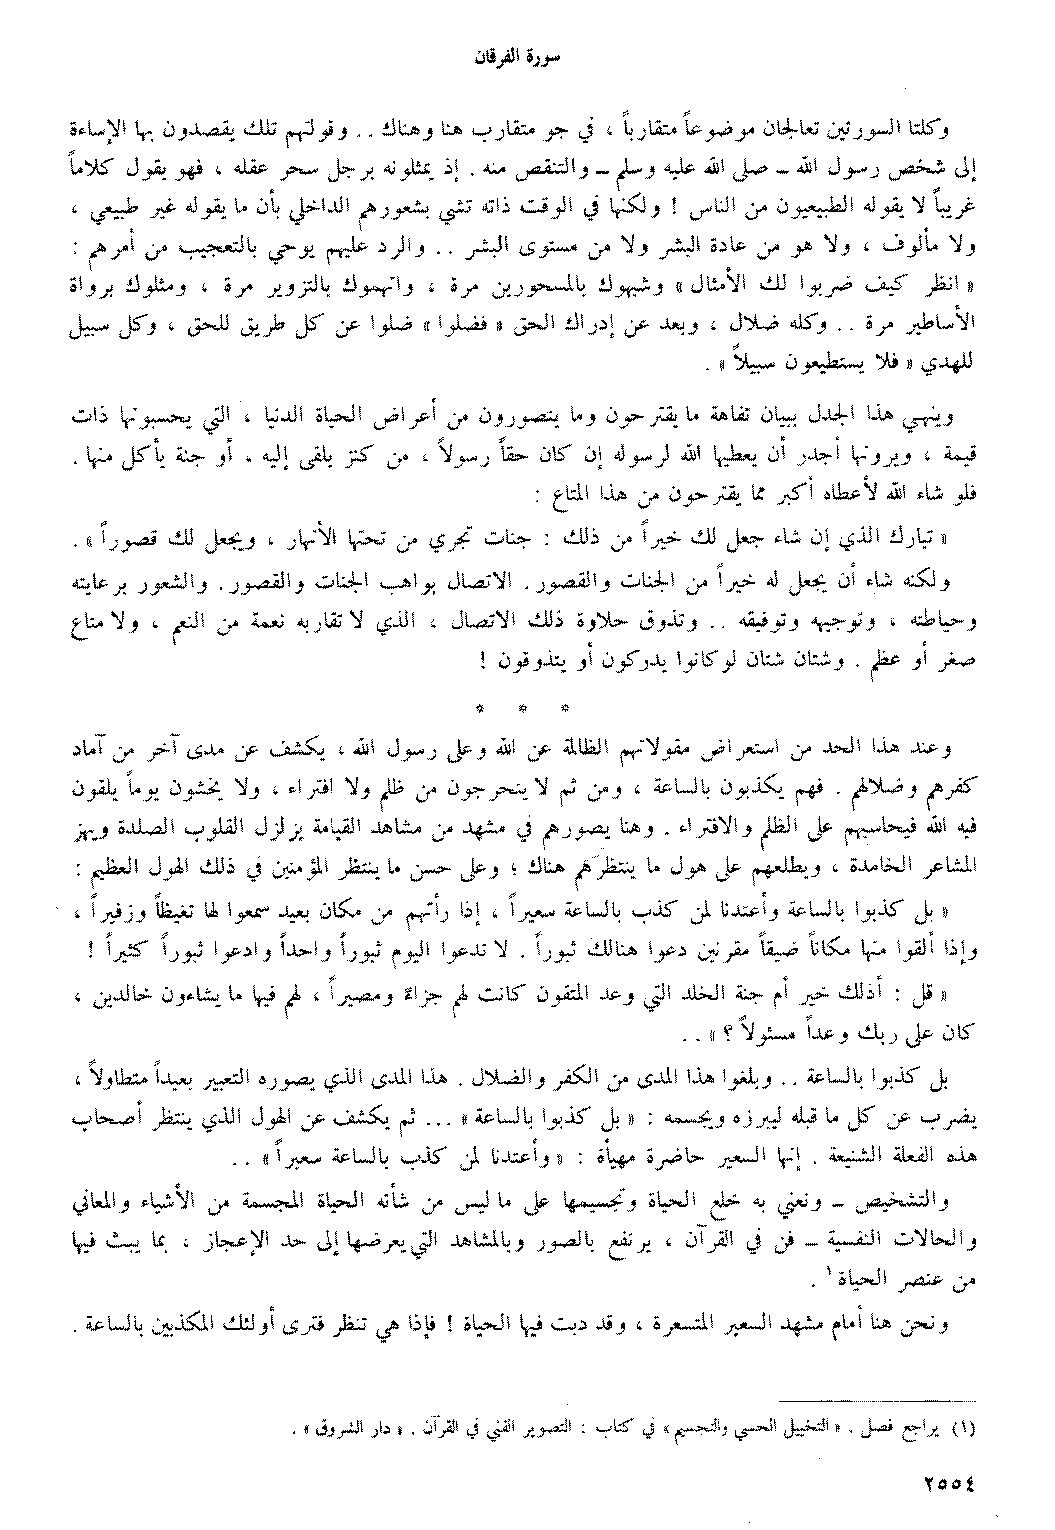 سورة الفرقان
وكلتا السورتين تعالجان موضوعاً متقارباً ، في جو متقارب هنا وهناك .. وقولتهم تلك يقصدون بها الإساءة
إلى شخص رسول الله – صلى الله عليه وسلم – والتنقص منه . إذ يمثلونه برجل سحر عقله ، فهو يقول كلاماً
غريباً لا يقوله الطبيعيون من الناس ! ولكنها في الوقت ذاته تشي بشعورهم الداخلي بأن ما يقوله غير طبيعي ،
ولا مألوف ، ولا هو من عادة البشر ولا من مستوى البشر .. والرد عليهم يوحي بالتعجيب من أمرهم :
« انظر كيف ضربوا لك الأمثال » وشبهوك بالمسحورين مرة ، واتهموك بالتزوير مرة ، ومثلوك برواة
الأساطير مرة .. وكله ضلال ، وبعد عن إدراك الحق « فضلوا » ضلوا عن كل طريق للحق ، وكل سبيل
للهدي « فلا يستطيعون سبيلاً » .
وينهي هذا الجدل ببيان تفاهة ما يقترحون وما يتصورون من أعراض الحياة الدنيا ، التي يحسبونها ذات
قيمة ، ويرونها أجدر أن يعطيها الله لرسوله إن كان حقاً رسولاً ، من كنز يلقى إليه ، أو جنة يأكل منها .
فلو شاء الله لأعطاه أكبر مما يقترحون من هذا المتاع :
« تبارك الذي إن شاء جعل لك خيراً من ذلك : جنات تجري من تحتها الأنهار ، ويجعل لك قصوراً » .
ولكنه شاء أن يجعل له خيراً من الجنات والقصور . الاتصال بواهب الجنات والقصور . والشعور برعايته
وحياطته ، وتوجيهه وتوفيقه .. وتذوق حلاوة ذلك الاتصال ، الذي لا تقاربه نعمة من النعم ، ولا متاع
صغر أو عظم . وشتان شتان لو كانوا يدركون أو يتذوقون !
* * *
وعند هذا الحد من استعراض مقولاتهم الظالمة عن الله وعلى رسول الله ، يكشف عن مدى آخر من آماد
كفرهم وضلالهم . فهم يكذبون بالساعة ، ومن ثم لا يتحرجون من ظلم ولا افتراء ، ولا يخشون يوماً يلقون
فيه الله فيحاسبهم على الظلم والافتراء . وهنا يصورهم في مشهد من مشاهد القيامة يزلزل القلوب الصلدة ويهز
المشاعر الخامدة ، ويطلعهم على هول ما ينتظرهم هناك ؛ وعلى حسن ما ينتظر المؤمنين في ذلك الهول العظيم :
« بل كذبوا بالساعة وأعتدنا لمن كذب بالساعة سعيراً ، إذا رأتهم من مكان بعيد سمعوا لها تغيظاً وزفيراً ،
وإذا ألقوا منها مكاناً ضيقاً مقرنين دعوا هنالك ثبوراً . لا تدعوا اليوم ثبوراً واحداً وادعوا ثبوراً كثيراً !
« قل : أذلك خير أم جنة الخلد التي وعد المتقون كانت لهم جزاءً ومصيراً ، لهم فيها ما يشاءون خالدين ،
كان على ربك وعداً مسئولاً ؟ » ..
بل كذبوا بالساعة .. وبلغوا هذا المدى من الكفر والضلال . هذا المدى الذي يصوره التعبير بعيداً متطاولاً ،
يضرب عن كل ما قبله ليبرزه ويجسمه : « بل كذبوا بالساعة » ... ثم يكشف عن الهول الذي ينتظر أصحاب
هذه الفعلة الشنيعة . إنها السعير حاضرة مهيأة : « وأعتدنا لمن كذب بالساعة سعيراً » ..
والتشخيص – ونعني به خلع الحياة وتجسيمها على ما ليس من شأنه الحياة المجسمة من الأشياء والمعاني
والحالات النفسية – فن في القرآن ، يرتفع بالصور وبالمشاهد التي يعرضها إلى حد الإعجاز ، بما يبث فيها
من عنصر الحياة ١ .
ونحن هنا أمام مشهد السعير المتسعرة ، وقد دبت فيها الحياة ! فإذا هي تنظر فترى أولئك المكذبين بالساعة .
(١) يراجع فصل . « التخييل الحسي والتجسيم » في كتاب : التصوير الفني في القرآن . « دار الشروق » .
٢٥٥٤